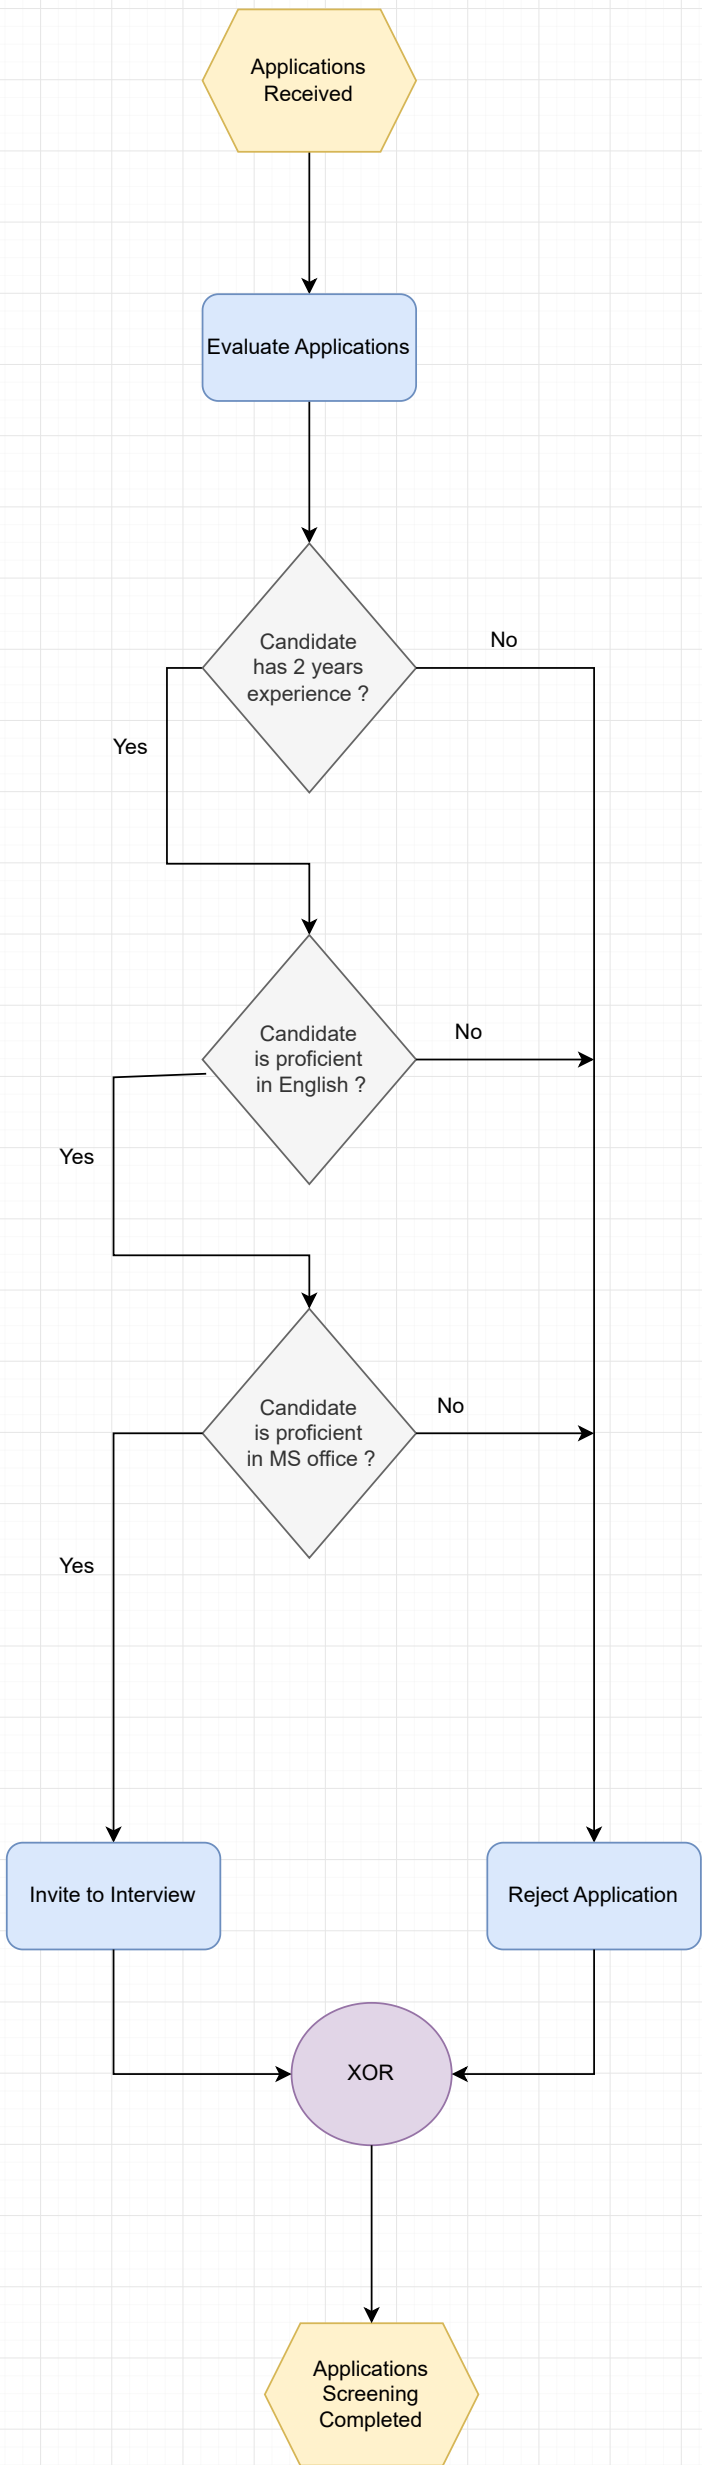 Applications
Received
Evaluate Applications
Candidate
has 2 years
experience ?
No
Yes
Candidate
is proficient
in English ?
No
Yes
Candidate
is proficient
in MS office ?
No
Yes
Invite to Interview
Reject Application
XOR
Applications
Screening
Completed